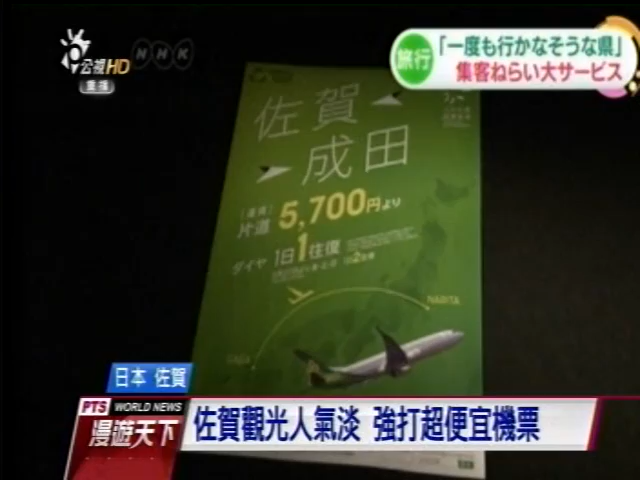 公視HD
重播
NHK
旅行
「一度も行かなそうな県」
集客ねらい大サービス
佐賀
成田
片道 5,700円より
ダイヤ 1日1往復
NARITA
SAGA
日本 佐賀
PTS WORLD NEWS
漫遊天下
佐賀觀光人氣淡 強打超便宜機票